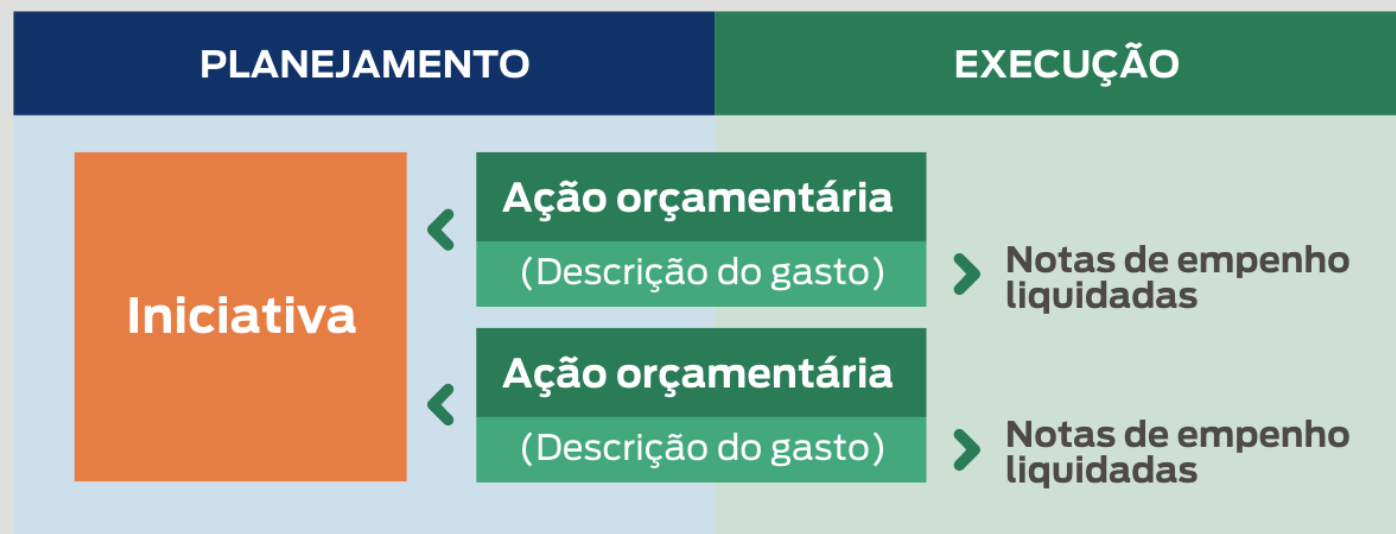 PLANEJAMENTO
EXECUÇÃO
Iniciativa
Ação orçamentária
(Descrição do gasto)
Notas de empenho
liquidadas
Ação orçamentária
(Descrição do gasto)
Notas de empenho
liquidadas